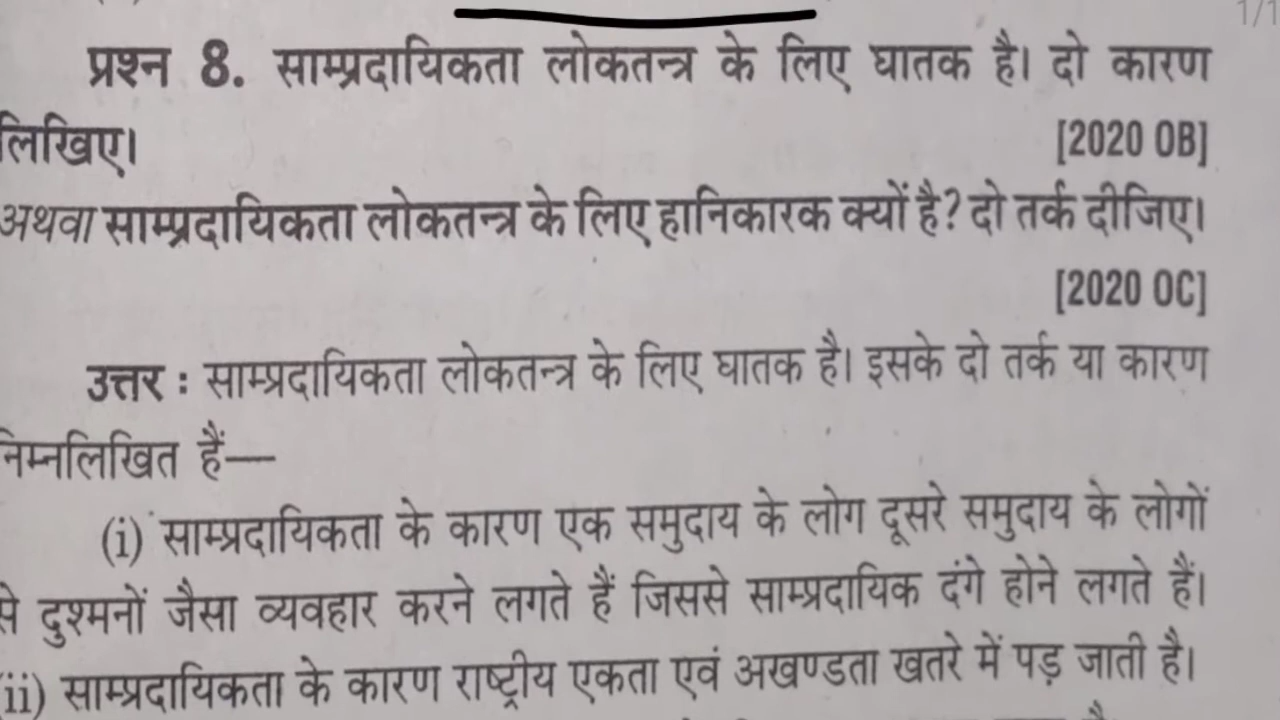 1/1
प्रश्न 8. साम्प्रदायिकता लोकतन्त्र के लिए घातक है। दो कारण
लिखिए। [2020 OB]
अथवा साम्प्रदायिकता लोकतन्त्र के लिए हानिकारक क्यों है? दो तर्क दीजिए।
[2020 OC]
उत्तर : साम्प्रदायिकता लोकतन्त्र के लिए घातक है। इसके दो तर्क या कारण
निम्नलिखित हैं—
(i) साम्प्रदायिकता के कारण एक समुदाय के लोग दूसरे समुदाय के लोगों
से दुश्मनों जैसा व्यवहार करने लगते हैं जिससे साम्प्रदायिक दंगे होने लगते हैं।
(ii) साम्प्रदायिकता के कारण राष्ट्रीय एकता एवं अखण्डता खतरे में पड़ जाती है।